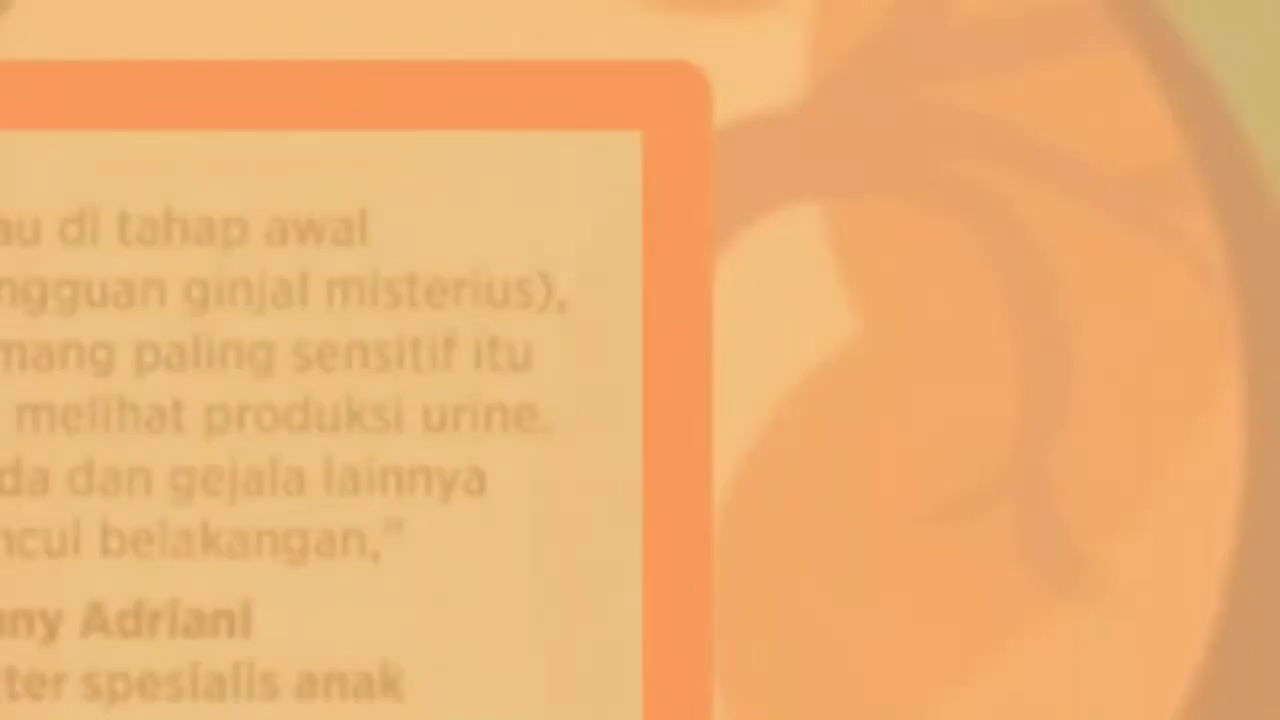 au di tahap awal
ngguan ginjal misterius),
mang paling sensitif itu
melihat produksi urine.
da dan gejala lainnya
ncul belakangan,"
ny Adriani
ter spesialis anak